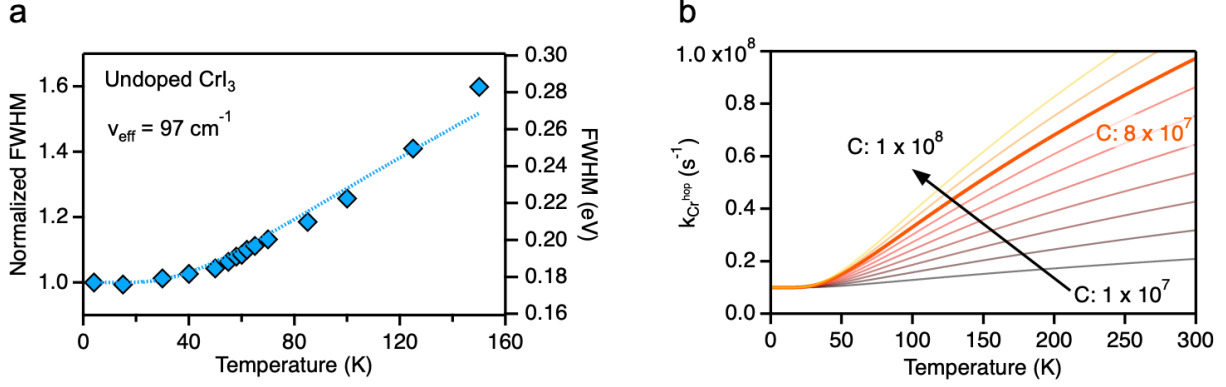 a
Normalized FWHM
1.6
1.4
1.2
1.0
Undoped CrI₃
νeff = 97 cm⁻¹
0.30
0.28
0.26
0.24
0.22
0.20
0.18
0.16
FWHM (eV)
0 40 80 120 160
Temperature (K)
b
kCrʰᵒᵖ (s⁻¹)
1.0 x 10⁸
0.8
0.6
0.4
0.2
0.0
C: 8 x 10⁷
C: 1 x 10⁸
C: 1 x 10⁷
0 50 100 150 200 250 300
Temperature (K)